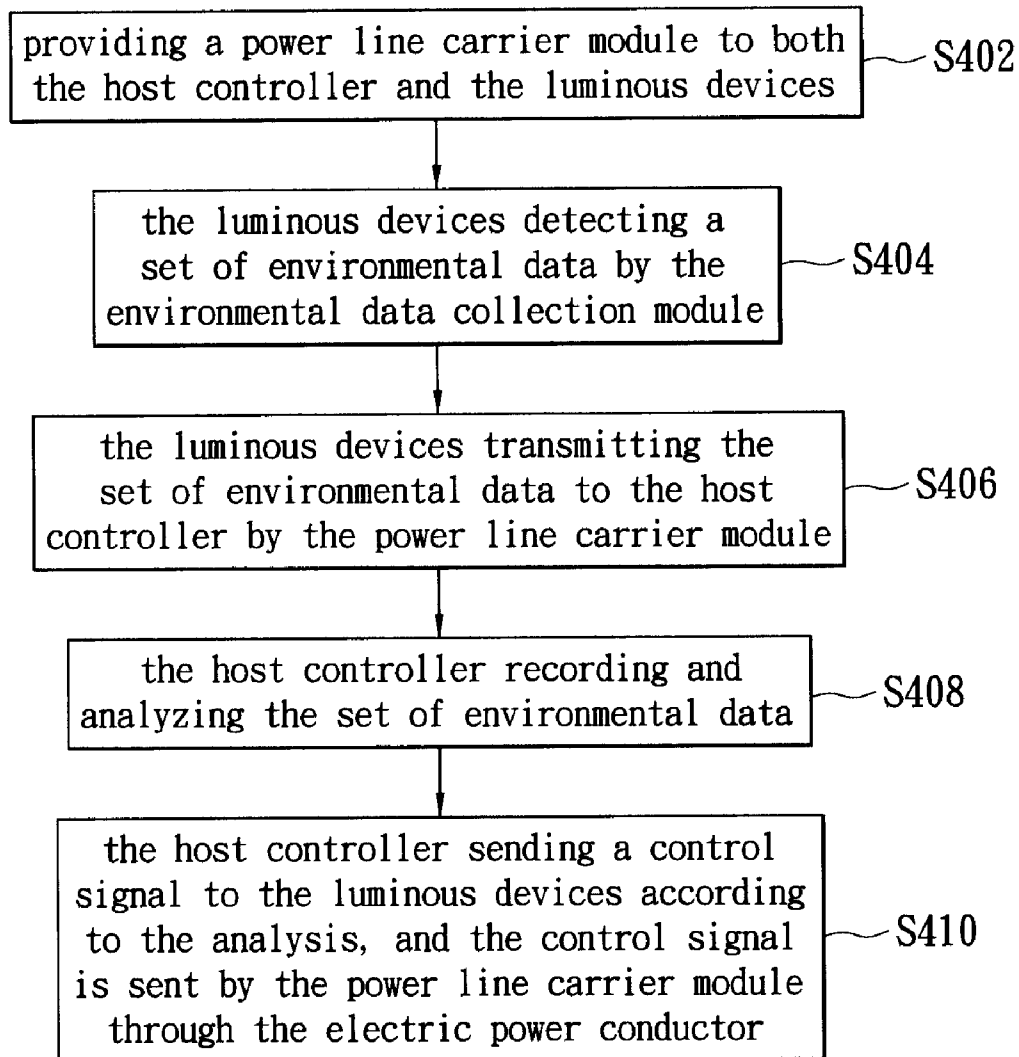 providing a power line carrier module to both
the host controller and the luminous devices
S402
the luminous devices detecting a
set of environmental data by the
environmental data collection module
S404
the luminous devices transmitting the
set of environmental data to the host
controller by the power line carrier module
S406
the host controller recording and
analyzing the set of environmental data
S408
the host controller sending a control
signal to the luminous devices according
to the analysis, and the control signal
is sent by the power line carrier module
through the electric power conductor
S410